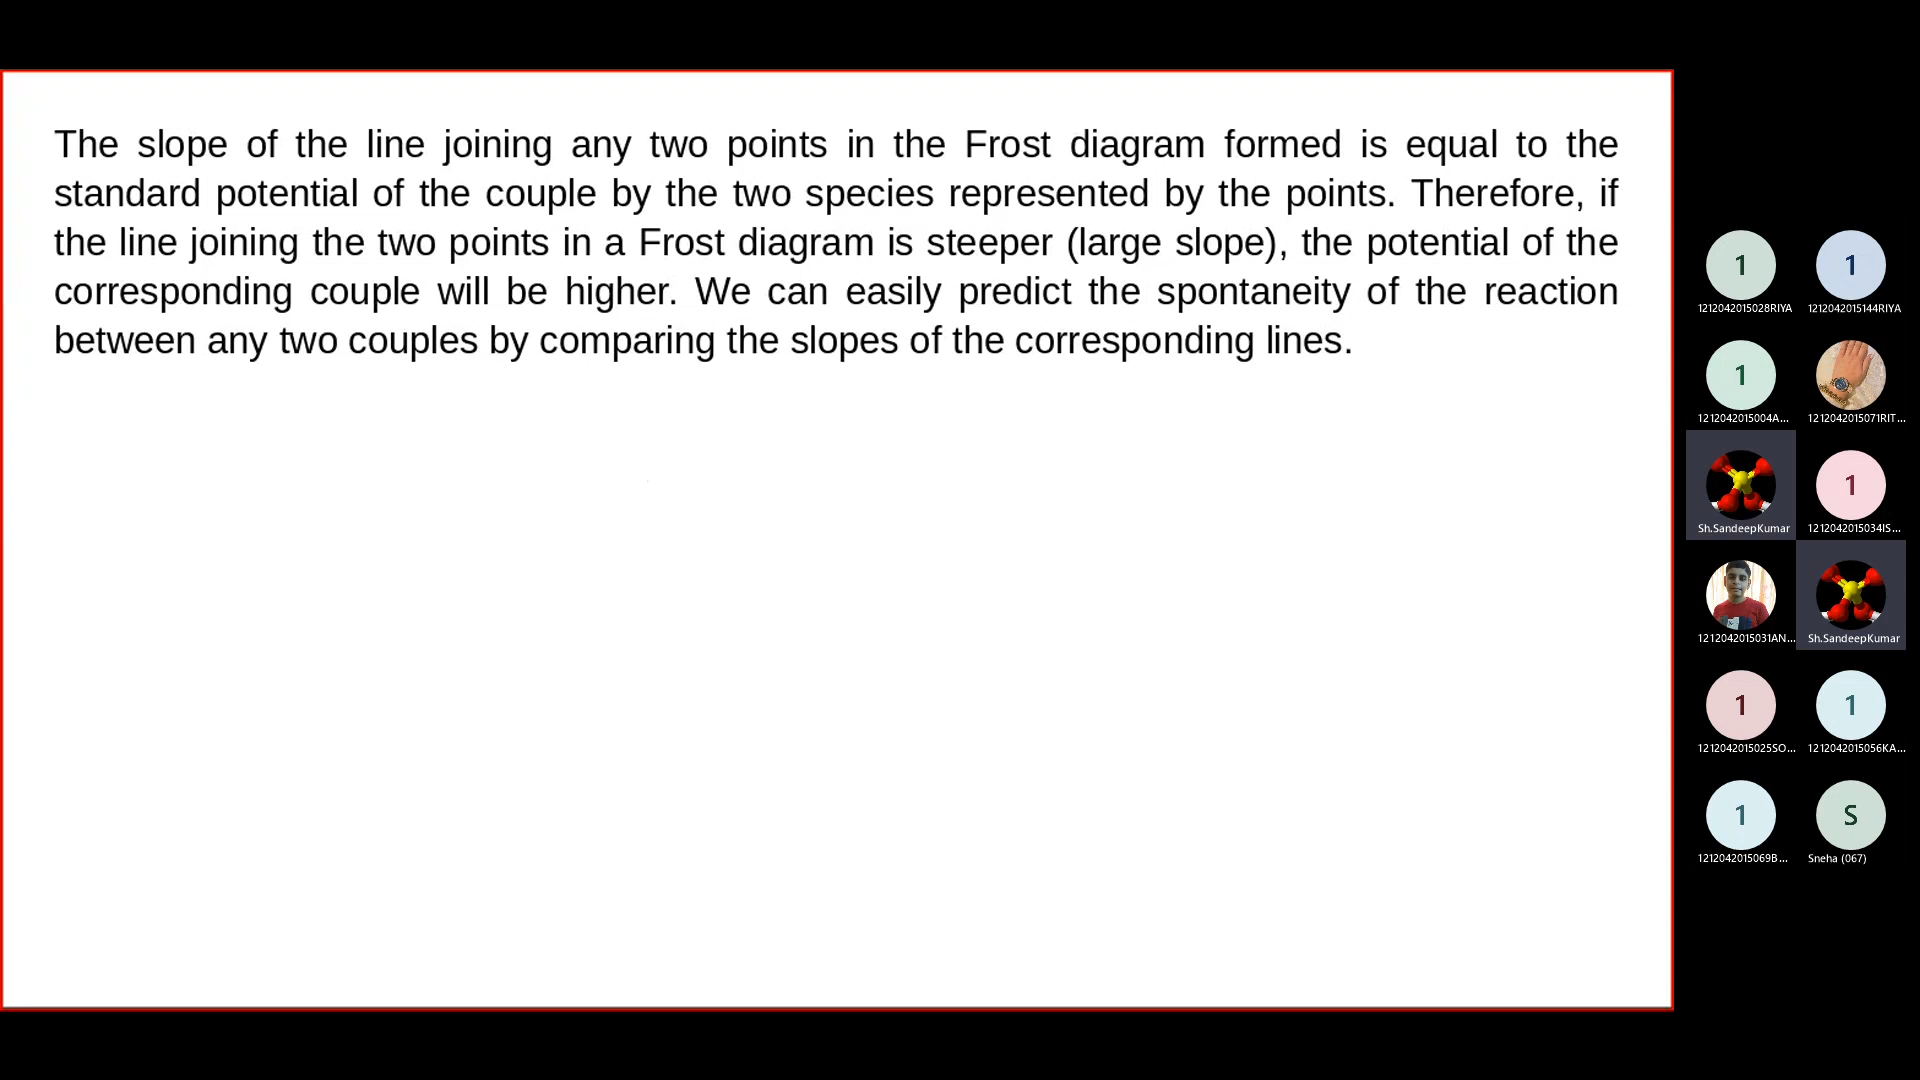 The slope of the line joining any two points in the Frost diagram formed is equal to the
standard potential of the couple by the two species represented by the points. Therefore, if
the line joining the two points in a Frost diagram is steeper (large slope), the potential of the
corresponding couple will be higher. We can easily predict the spontaneity of the reaction
between any two couples by comparing the slopes of the corresponding lines.
1 1
1212042015028RIYA 1212042015144RIYA
1
1212042015004A... 1212042015071RIT...
1
Sh.SandeepKumar 1212042015034IS...
1212042015031AN... Sh.SandeepKumar
1 1
1212042015025SO... 1212042015056KA...
1 S
1212042015069B... Sneha (067)